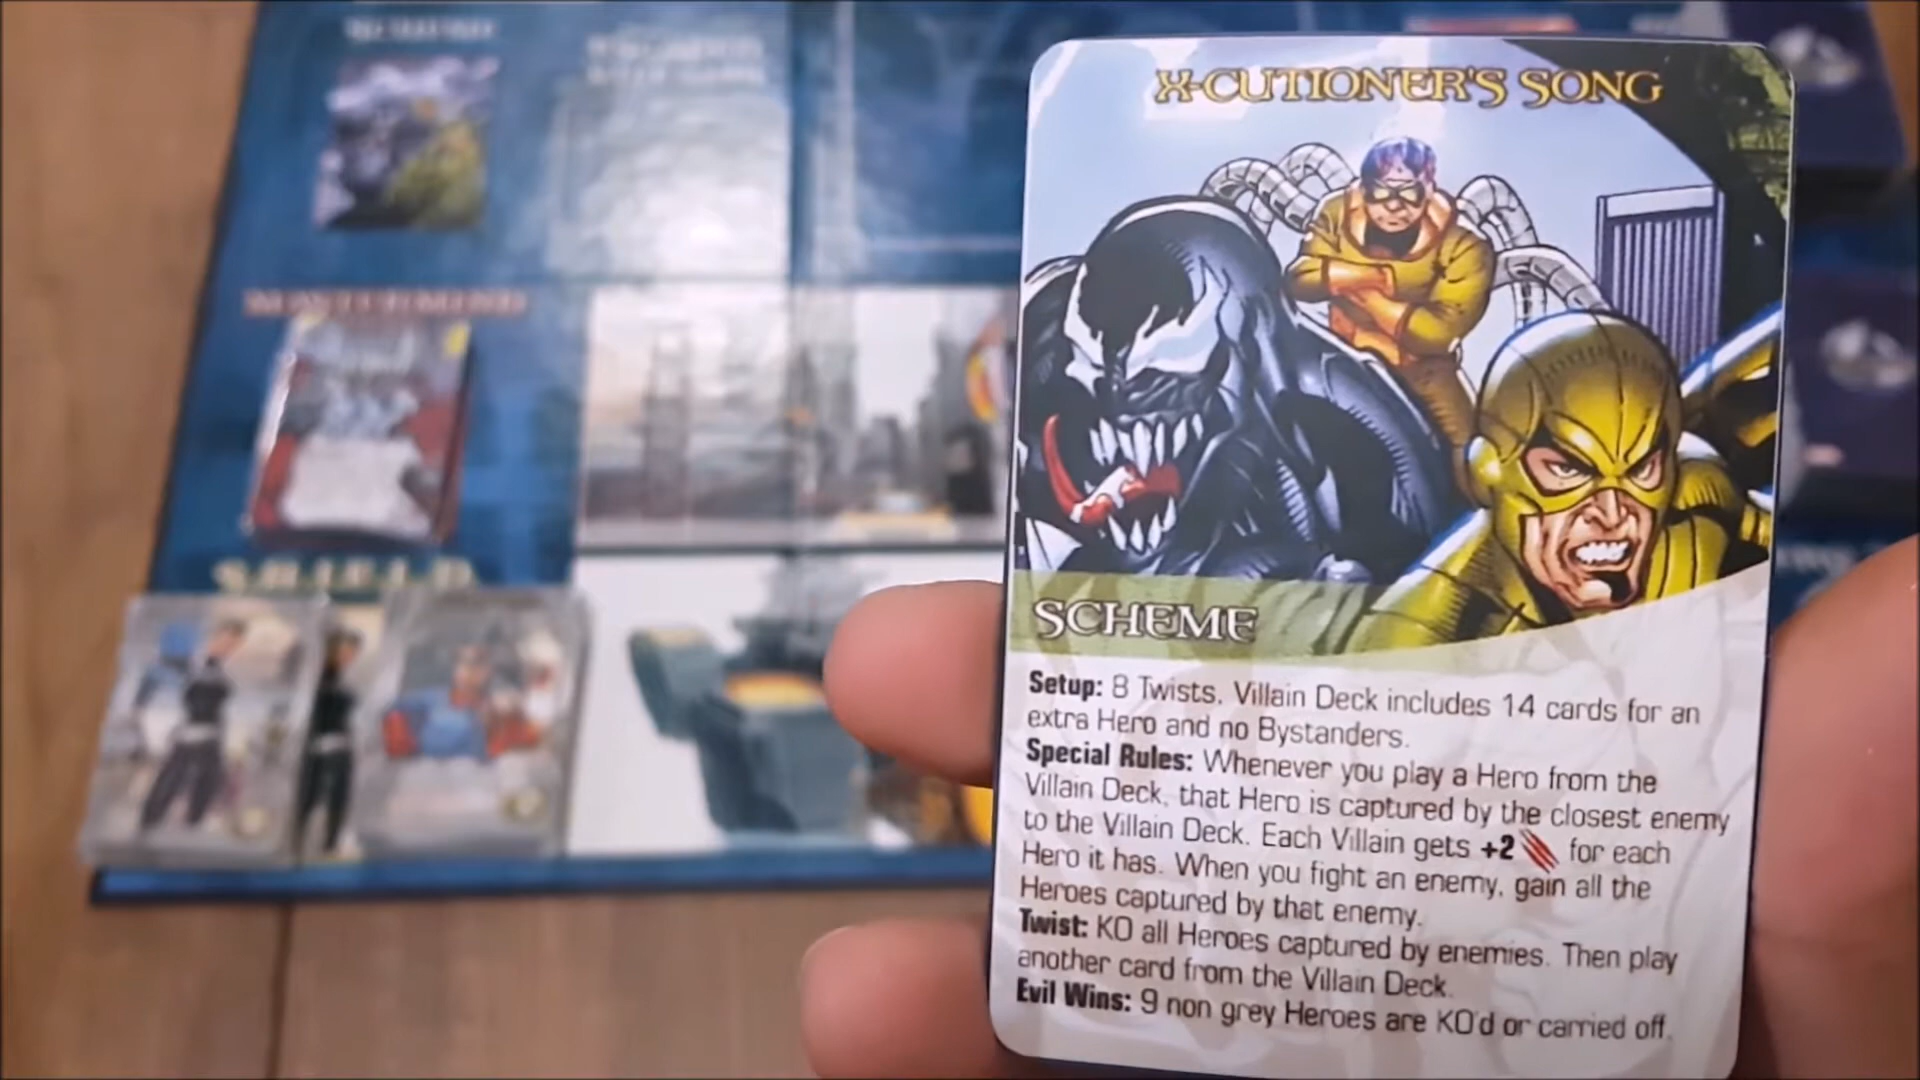 X-CUTIONER'S SONG
SCHEME
Setup: 8 Twists. Villain Deck includes 14 cards for an
extra Hero and no Bystanders.
Special Rules: Whenever you play a Hero from the
Villain Deck, that Hero is captured by the closest enemy
to the Villain Deck. Each Villain gets +2 for each
Hero it has. When you fight an enemy, gain all the
Heroes captured by that enemy.
Twist: KO all Heroes captured by enemies. Then play
another card from the Villain Deck.
Evil Wins: 9 non grey Heroes are KO'd or carried off.
MASTERMIND
S.H.I.E.L.D.